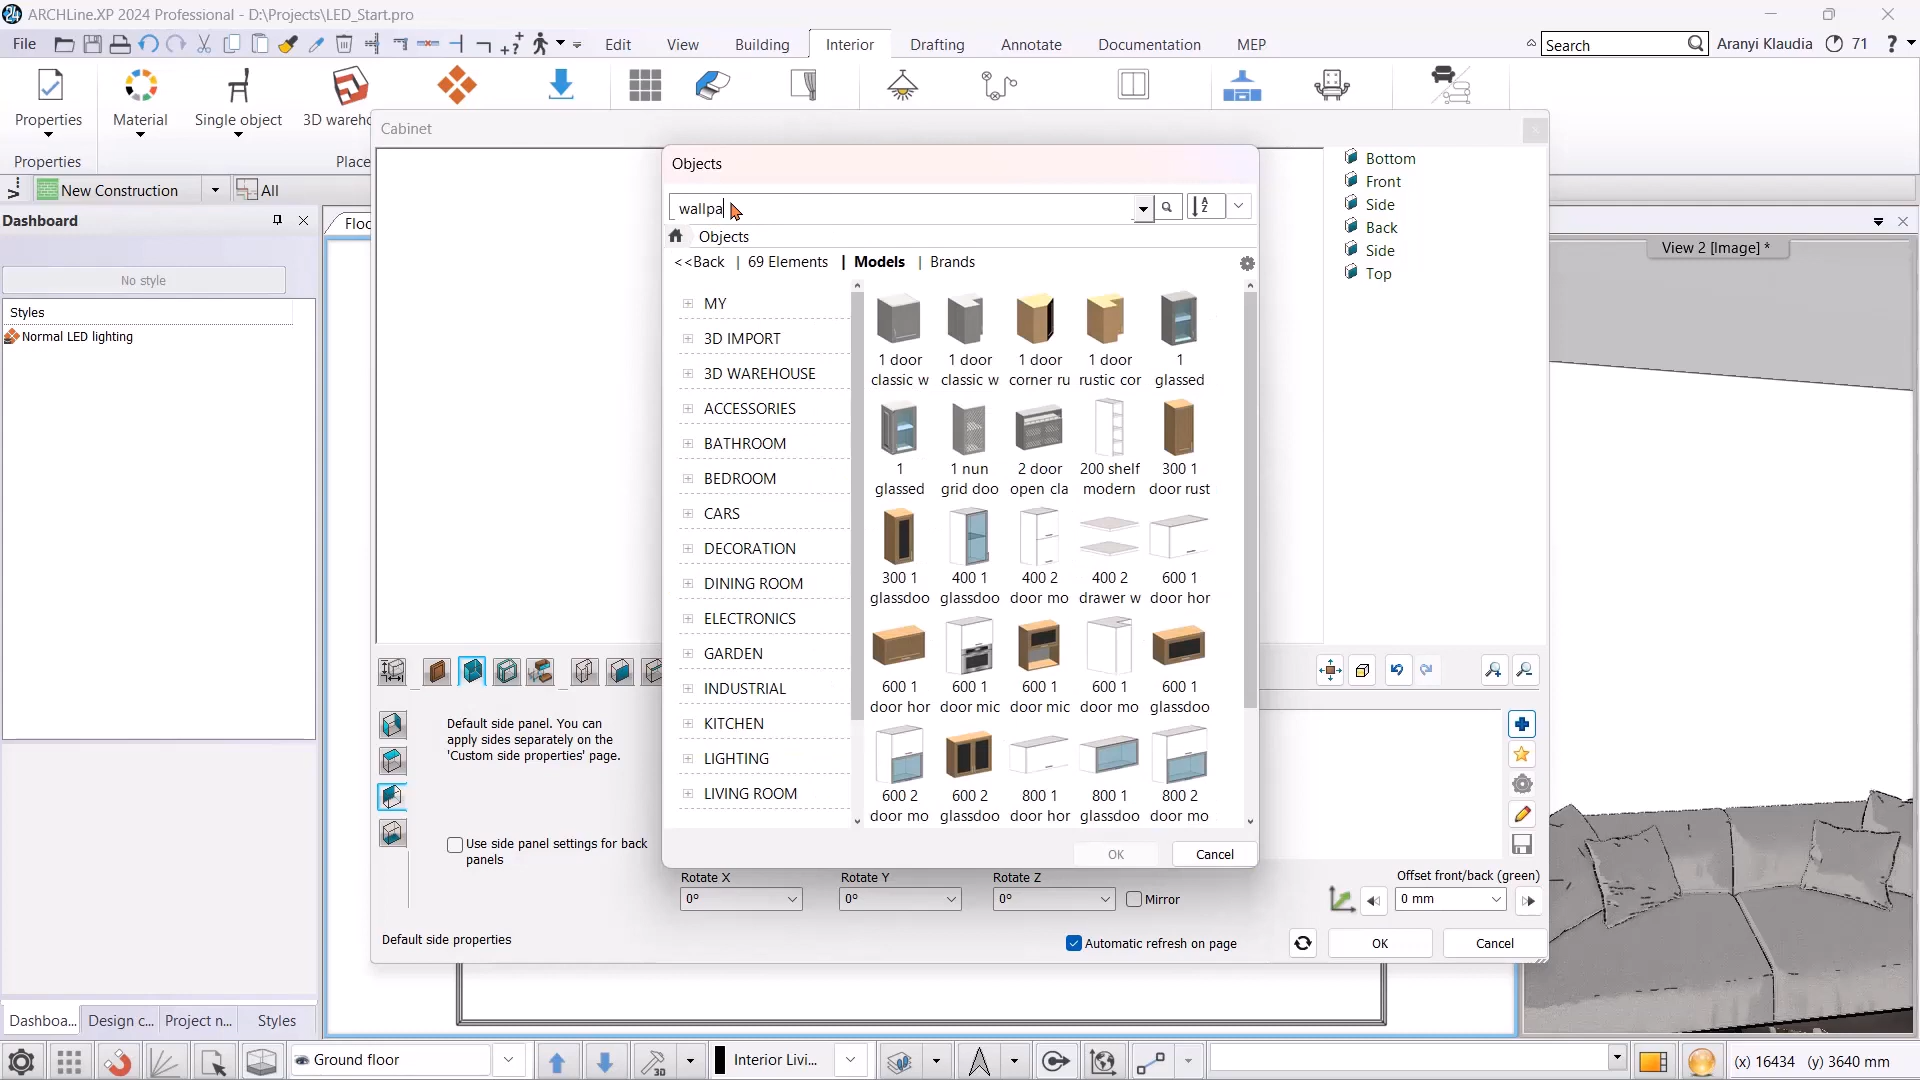 ARCHLine.XP 2024 Professional - D:\Projects\LED_Start.pro
File
Edit
View
Building
Interior
Drafting
Annotate
Documentation
MEP
Search
Aranyi Klaudia
71
?
Properties
Material
Single object
Properties
New Construction
All
Dashboard
No style
Styles
Normal LED lighting
Cabinet
Objects
wallpa
Objects
<<Back | 69 Elements | Models | Brands
MY
3D IMPORT
3D WAREHOUSE
ACCESSORIES
BATHROOM
BEDROOM
CARS
DECORATION
DINING ROOM
ELECTRONICS
GARDEN
INDUSTRIAL
KITCHEN
LIGHTING
LIVING ROOM
1 door classic w
1 door classic w
1 door corner ru
1 door rustic cor
1 glassed
1 glassed
1 nun grid doo
2 door open cla
200 shelf modern
300 1 door rust
300 1 glassdoo
400 1 glassdoo
400 2 door mo
400 2 drawer w
600 1 door hor
600 1 door hor
600 1 door mic
600 1 door mic
600 1 door mo
600 1 glassdoo
600 2 door mo
600 2 glassdoo
800 1 door hor
800 1 glassdoo
800 2 door mo
OK
Cancel
Bottom
Front
Side
Back
Side
Top
View 2 [Image] *
Default side panel. You can
apply sides separately on the
'Custom side properties' page.
Use side panel settings for back
panels
Rotate X
0°
Rotate Y
0°
Rotate Z
0°
Mirror
Offset front/back (green)
0 mm
Default side properties
Automatic refresh on page
OK
Cancel
Dashboa...
Design c...
Project n...
Styles
Ground floor
3D
Interior Livi...
(x) 16434 (y) 3640 mm